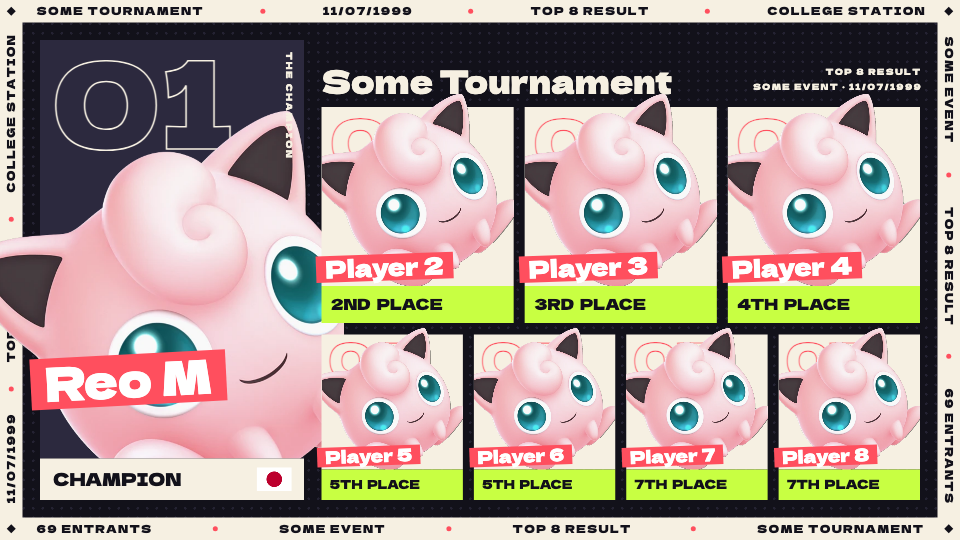 SOME TOURNAMENT • 11/07/1999 • TOP 8 RESULT • COLLEGE STATION
COLLEGE STATION
11/07/1999
01
Some Tournament
TOP 8 RESULT
SOME EVENT · 11/07/1999
Reo M
CHAMPION
Player 2
2ND PLACE
Player 3
3RD PLACE
Player 4
4TH PLACE
Player 5
5TH PLACE
Player 6
5TH PLACE
Player 7
7TH PLACE
Player 8
7TH PLACE
SOME EVENT • TOP 8 RESULT • 69 ENTRANTS
69 ENTRANTS • SOME EVENT • TOP 8 RESULT • SOME TOURNAMENT